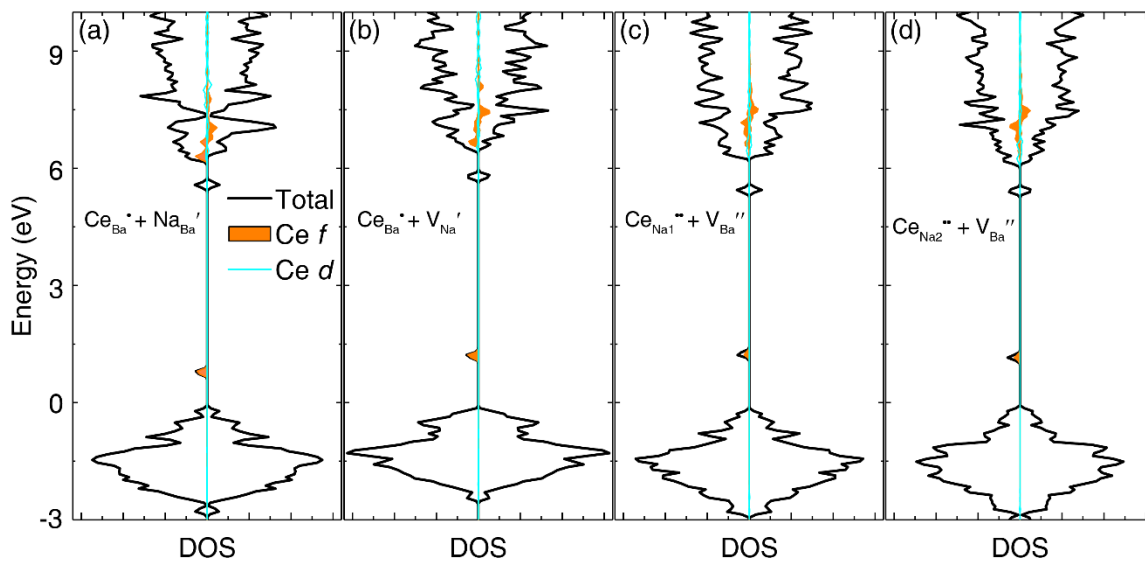 (a) (b) (c) (d)
9
6
3
0
-3
Energy (eV)
Total
Ce f
Ce d
Ce_Ba^• + Na_Ba′
Ce_Ba^• + V_Na′
Ce_Na1^•• + V_Ba″
Ce_Na2^•• + V_Ba″
DOS DOS DOS DOS